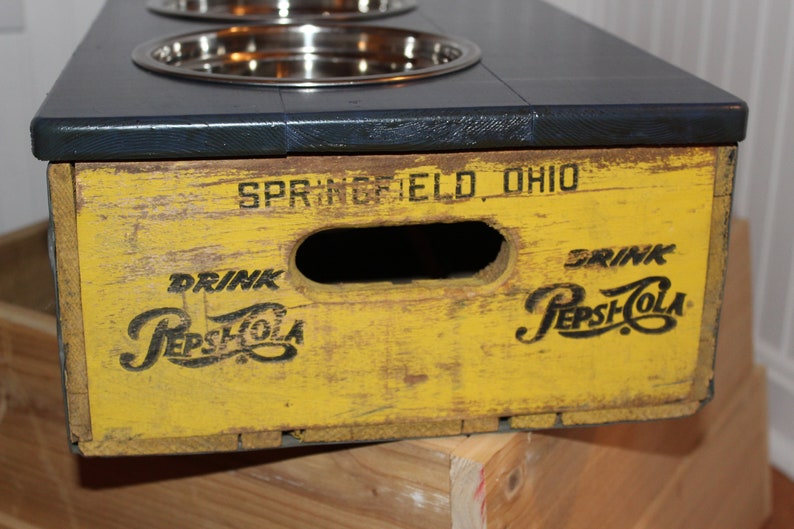 SPRINGFIELD OHIO
DRINK
PEPSI-COLA
DRINK
PEPSI-COLA